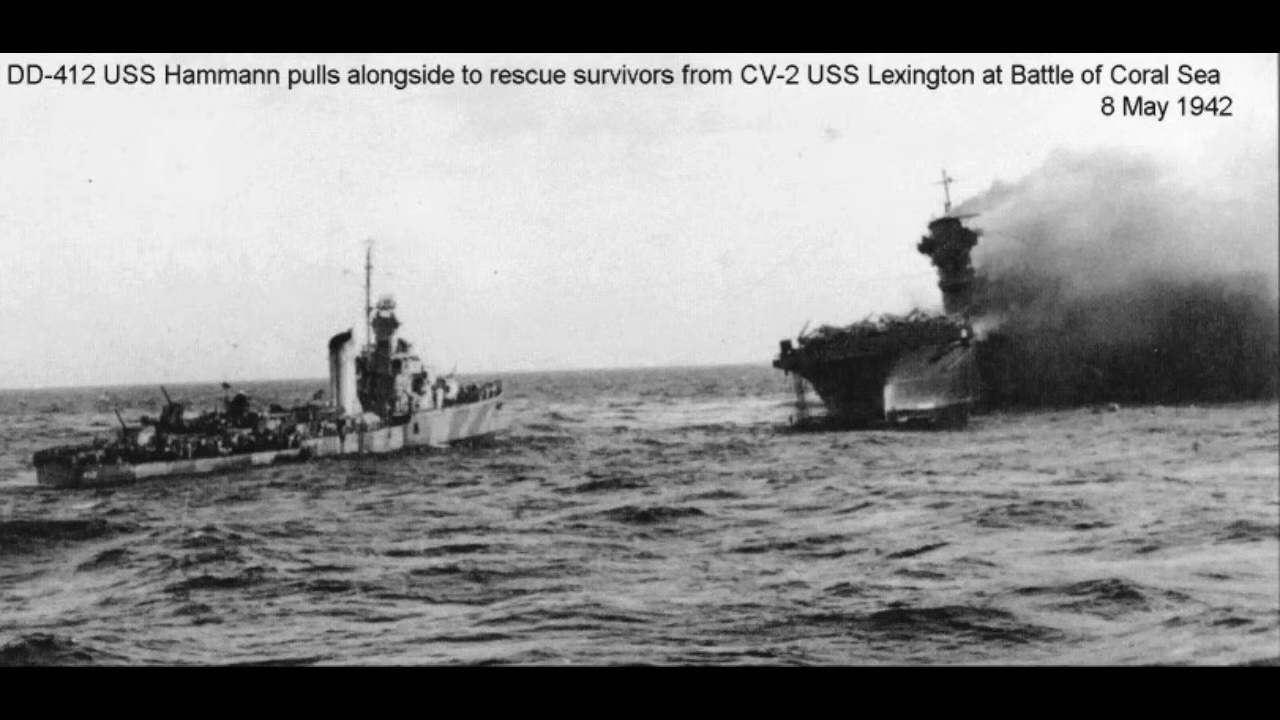 DD-412 USS Hammann pulls alongside to rescue survivors from CV-2 USS Lexington at Battle of Coral Sea
8 May 1942